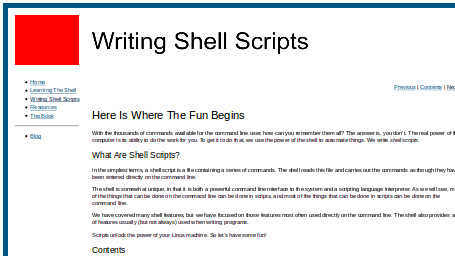 Writing Shell Scripts
Home
Learning The Shell
Writing Shell Scripts
Resources
The Book
Blog
Previous | Contents |
Here Is Where The Fun Begins
With the thousands of commands available for the command line user, how can you remember them all? The answer is, you don't. The real power of
computer is its ability to do the work for you. To get it to do that, we use the power of the shell to automate things. We write shell scripts.
What Are Shell Scripts?
In the simplest terms, a shell script is a file containing a series of commands. The shell reads this file and carries out the commands as though they
been entered directly on the command line.
The shell is somewhat unique, in that it is both a powerful command line interface to the system and a scripting language interpreter. As we will see,
of the things that can be done on the command line can be done in scripts, and most of the things that can be done in scripts can be done on the
command line.
We have covered many shell features, but we have focused on those features most often used directly on the command line. The shell also provides a
of features usually (but not always) used when writing programs.
Scripts unlock the power of your Linux machine. So let's have some fun!
Contents